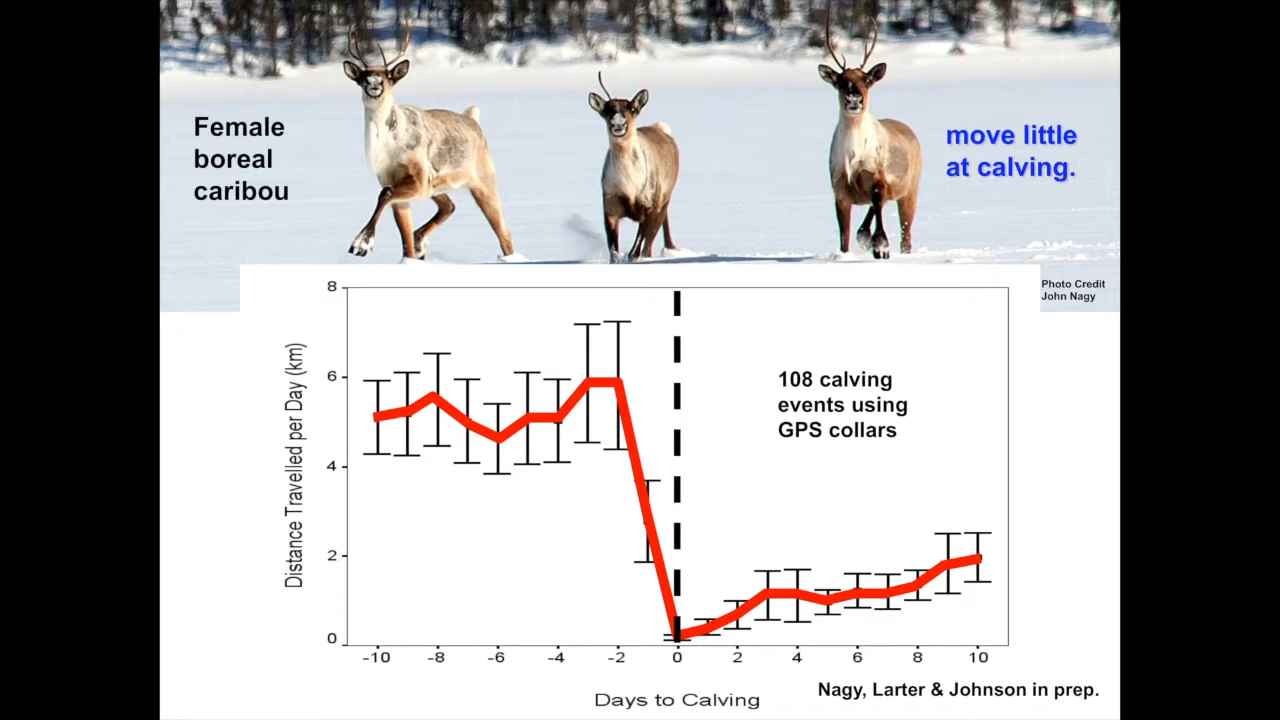 Female
boreal
caribou
move little
at calving.
Photo Credit
John Nagy
8
6
4
2
0
Distance Travelled per Day (km)
108 calving
events using
GPS collars
-10 -8 -6 -4 -2 0 2 4 6 8 10
Days to Calving
Nagy, Larter & Johnson in prep.